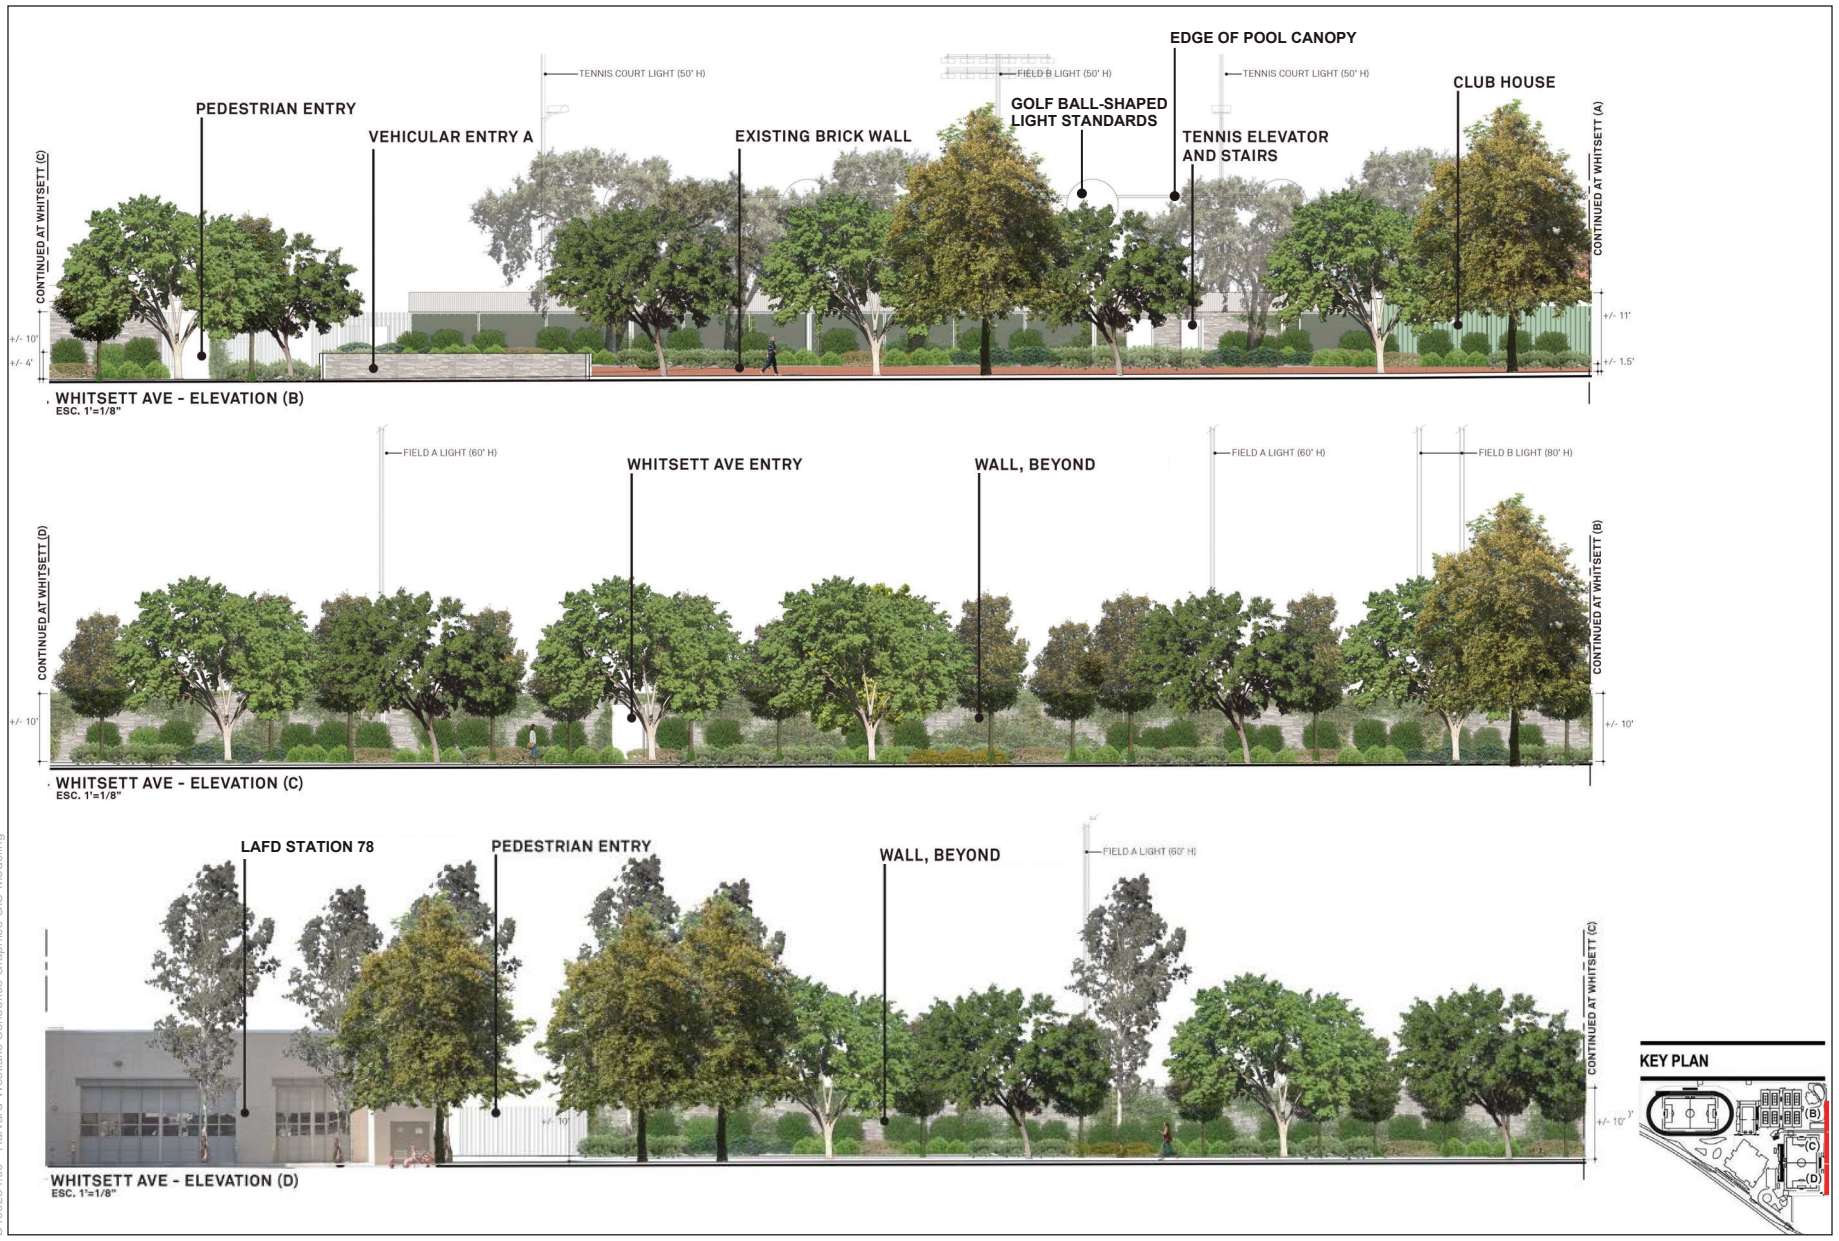 EDGE OF POOL CANOPY
TENNIS COURT LIGHT (50' H)
FIELD B LIGHT (50' H)
TENNIS COURT LIGHT (50' H)
CLUB HOUSE
PEDESTRIAN ENTRY
VEHICULAR ENTRY A
EXISTING BRICK WALL
GOLF BALL-SHAPED
LIGHT STANDARDS
TENNIS ELEVATOR
AND STAIRS
CONTINUED AT WHITSETT (C)
CONTINUED AT WHITSETT (A)
+/- 10'
+/- 4'
+/- 11'
+/- 1.5'
WHITSETT AVE - ELEVATION (B)
ESC. 1'=1/8"
FIELD A LIGHT (60' H)
WHITSETT AVE ENTRY
WALL, BEYOND
FIELD A LIGHT (60' H)
FIELD B LIGHT (80' H)
CONTINUED AT WHITSETT (D)
CONTINUED AT WHITSETT (B)
+/- 10'
+/- 10'
WHITSETT AVE - ELEVATION (C)
ESC. 1'=1/8"
LAFD STATION 78
PEDESTRIAN ENTRY
WALL, BEYOND
FIELD A LIGHT (60' H)
CONTINUED AT WHITSETT (C)
+/- 10'
+/- 10'
WHITSETT AVE - ELEVATION (D)
ESC. 1'=1/8"
KEY PLAN
(B)
(C)
(D)